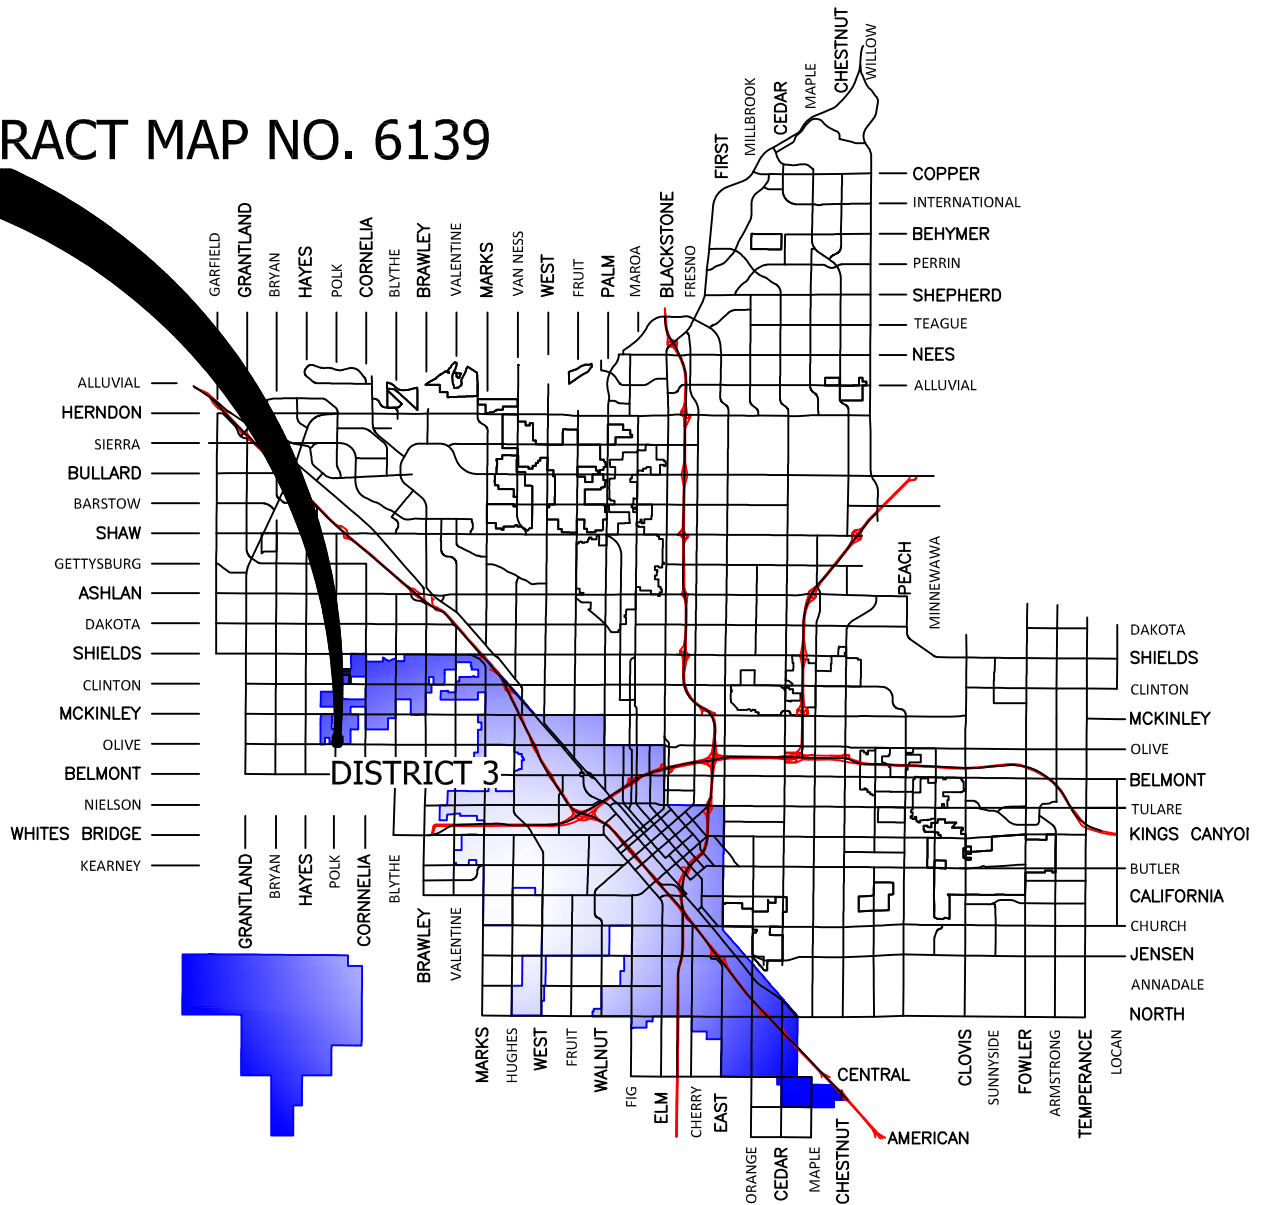 RACT MAP NO. 6139
CHESTNUT
WILLOW
MAPLE
CEDAR
MILLBROOK
FIRST
COPPER
INTERNATIONAL
BEHYMER
PERRIN
SHEPHERD
TEAGUE
NEES
ALLUVIAL
GARFIELD
GRANTLAND
BRYAN
HAYES
POLK
CORNELIA
BLYTHE
BRAWLEY
VALENTINE
MARKS
VAN NESS
WEST
FRUIT
PALM
MAROA
BLACKSTONE
FRESNO
ALLUVIAL
HERNDON
SIERRA
BULLARD
BARSTOW
SHAW
GETTYSBURG
ASHLAN
DAKOTA
SHIELDS
CLINTON
MCKINLEY
OLIVE
BELMONT
NIELSON
WHITES BRIDGE
KEARNEY
PEACH
MINNEWAWA
DAKOTA
SHIELDS
CLINTON
MCKINLEY
OLIVE
BELMONT
TULARE
KINGS CANYO
BUTLER
CALIFORNIA
CHURCH
JENSEN
ANNADALE
NORTH
DISTRICT 3
GRANTLAND
BRYAN
HAYES
POLK
CORNNELIA
BLYTHE
BRAWLEY
VALENTINE
MARKS
HUGHES
WEST
FRUIT
WALNUT
FIG
ELM
CHERRY
EAST
ORANGE
CEDAR
MAPLE
CHESTNUT
CENTRAL
AMERICAN
CLOVIS
SUNNYSIDE
FOWLER
ARMSTRONG
TEMPERANCE
LOCAN